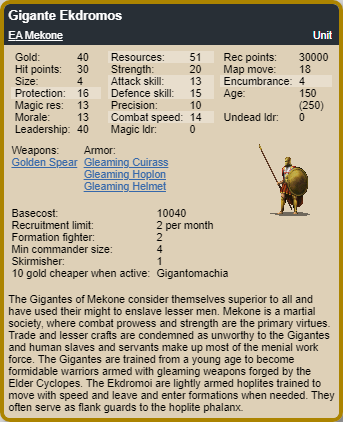 Gigante Ekdromos
EA Mekone Unit
Gold: 40 Resources: 51 Rec points: 30000
Hit points: 30 Strength: 20 Map move: 18
Size: 4 Attack skill: 13 Encumbrance: 4
Protection: 16 Defence skill: 15 Age: 150
Magic res: 13 Precision: 10 (250)
Morale: 13 Combat speed: 14 Undead ldr: 0
Leadership: 40 Magic ldr: 0
Weapons: Armor:
Golden Spear Gleaming Cuirass
Gleaming Hoplon
Gleaming Helmet
Basecost: 10040
Recruitment limit: 2 per month
Formation fighter: 2
Min commander size: 4
Skirmisher: 1
10 gold cheaper when active: Gigantomachia
The Gigantes of Mekone consider themselves superior to all and
have used their might to enslave lesser men. Mekone is a martial
society, where combat prowess and strength are the primary virtues.
Trade and lesser crafts are condemned as unworthy to the Gigantes
and human slaves and servants make up most of the menial work
force. The Gigantes are trained from a young age to become
formidable warriors armed with gleaming weapons forged by the
Elder Cyclopes. The Ekdromoi are lightly armed hoplites trained to
move with speed and leave and enter formations when needed. They
often serve as flank guards to the hoplite phalanx.